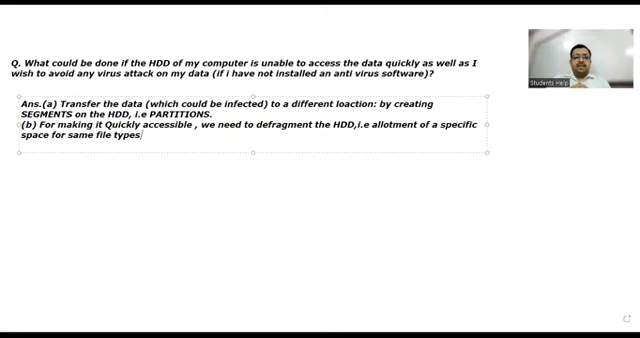 Q. What could be done if the HDD of my computer is unable to access the data quickly as well as I
wish to avoid any virus attack on my data (if i have not installed an anti virus software)?
Ans.(a) Transfer the data (which could be infected) to a different loaction: by creating
SEGMENTS on the HDD, i.e PARTITIONS.
(b) For making it Quickly accessible , we need to defragment the HDD,i.e allotment of a specific
space for same file types
Students Help